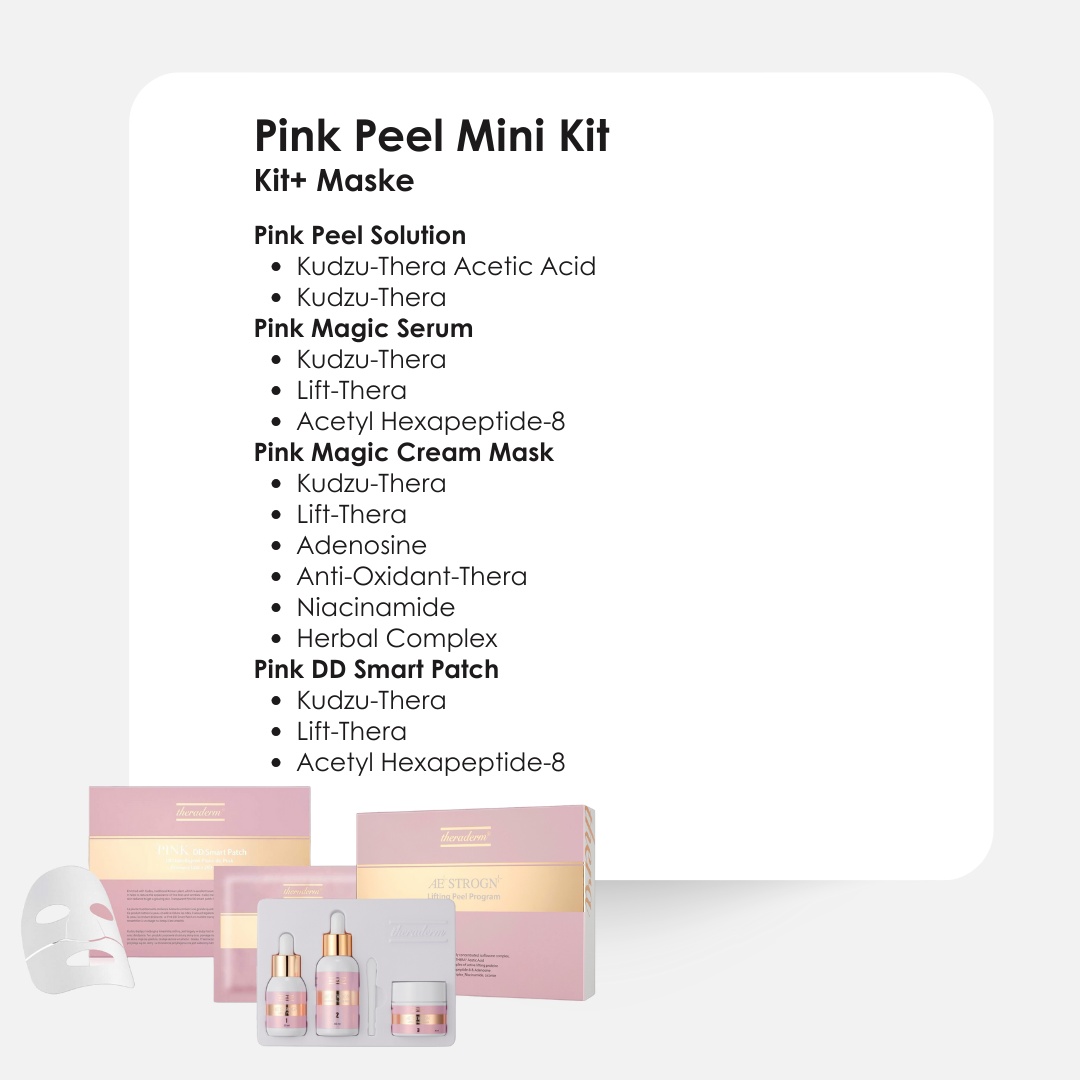 Pink Peel Mini Kit
Kit+ Maske
Pink Peel Solution
• Kudzu-Thera Acetic Acid
• Kudzu-Thera
Pink Magic Serum
• Kudzu-Thera
• Lift-Thera
• Acetyl Hexapeptide-8
Pink Magic Cream Mask
• Kudzu-Thera
• Lift-Thera
• Adenosine
• Anti-Oxidant-Thera
• Niacinamide
• Herbal Complex
Pink DD Smart Patch
• Kudzu-Thera
• Lift-Thera
• Acetyl Hexapeptide-8
theraderm
PINK DD Smart Patch
theraderm
theraderm
AE STROGN
Lifting Peel Program
theraderm